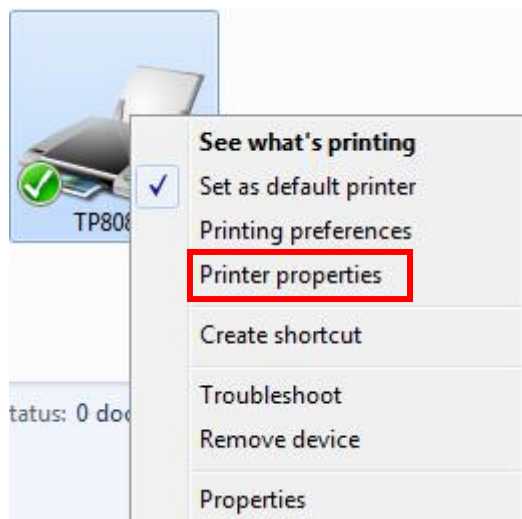 See what's printing
Set as default printer
TP808
Printing preferences
Printer properties
Create shortcut
Troubleshoot
tatus: 0 doc
Remove device
Properties